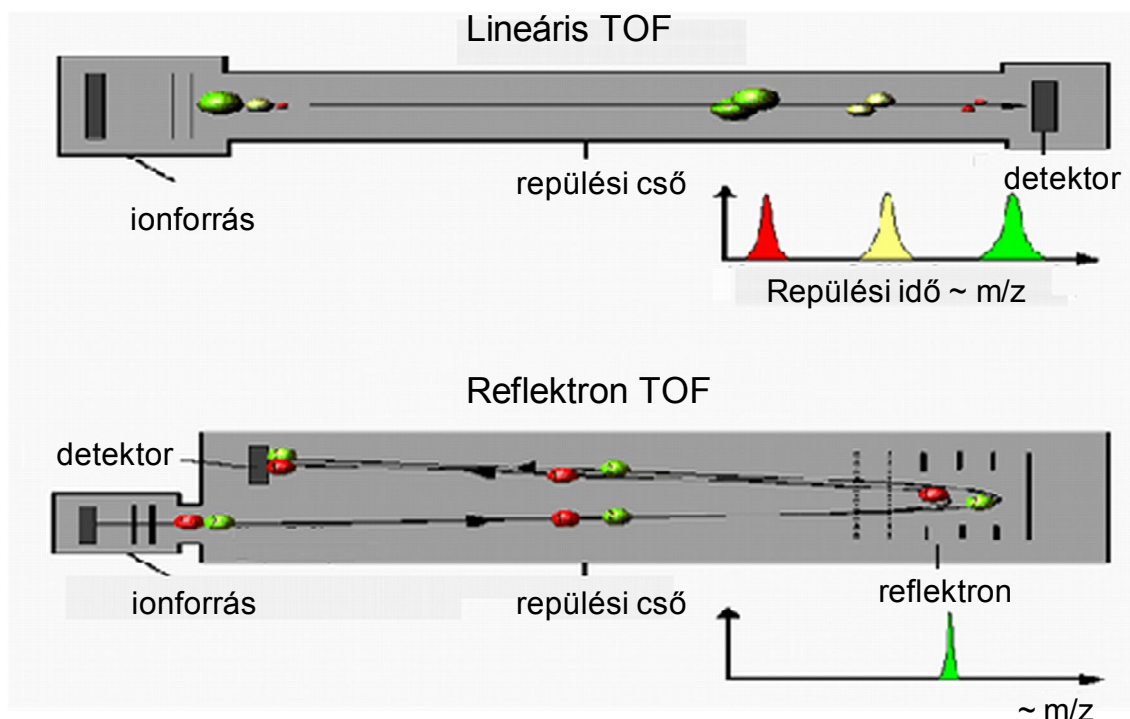 Lineáris TOF
ionforrás
repülési cső
detektor
Repülési idő ~ m/z
Reflektron TOF
detektor
ionforrás
repülési cső
reflektron
~ m/z